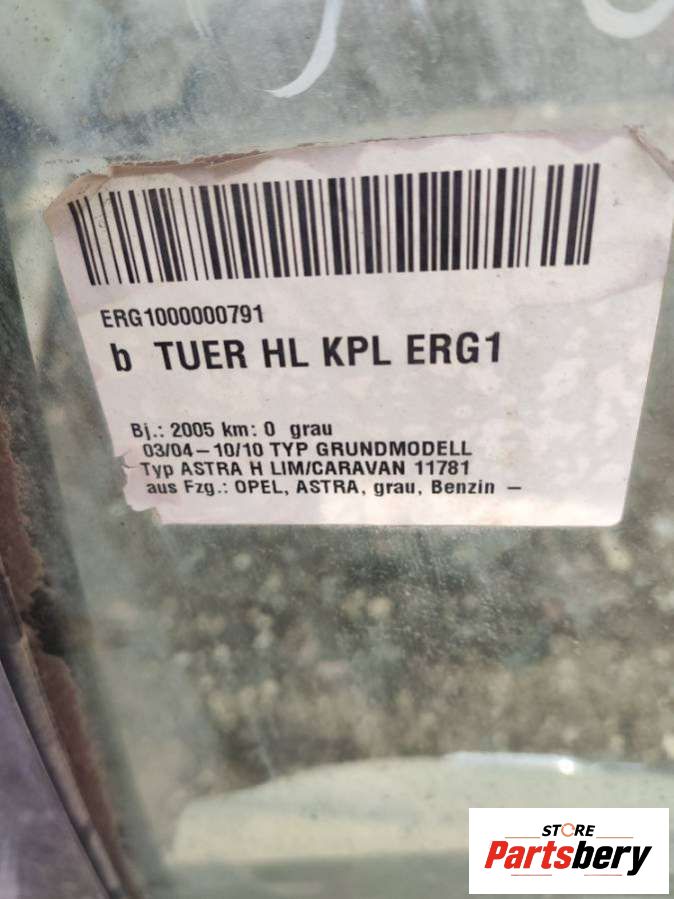 ERG1000000791
b TUER HL KPL ERG1
Bj.: 2005 km: 0 grau
03/04-10/10 TYP GRUNDMODELL
Typ ASTRA H LIM/CARAVAN 11781
aus Fzg.: OPEL, ASTRA, grau, Benzin -
STORE
Partsbery